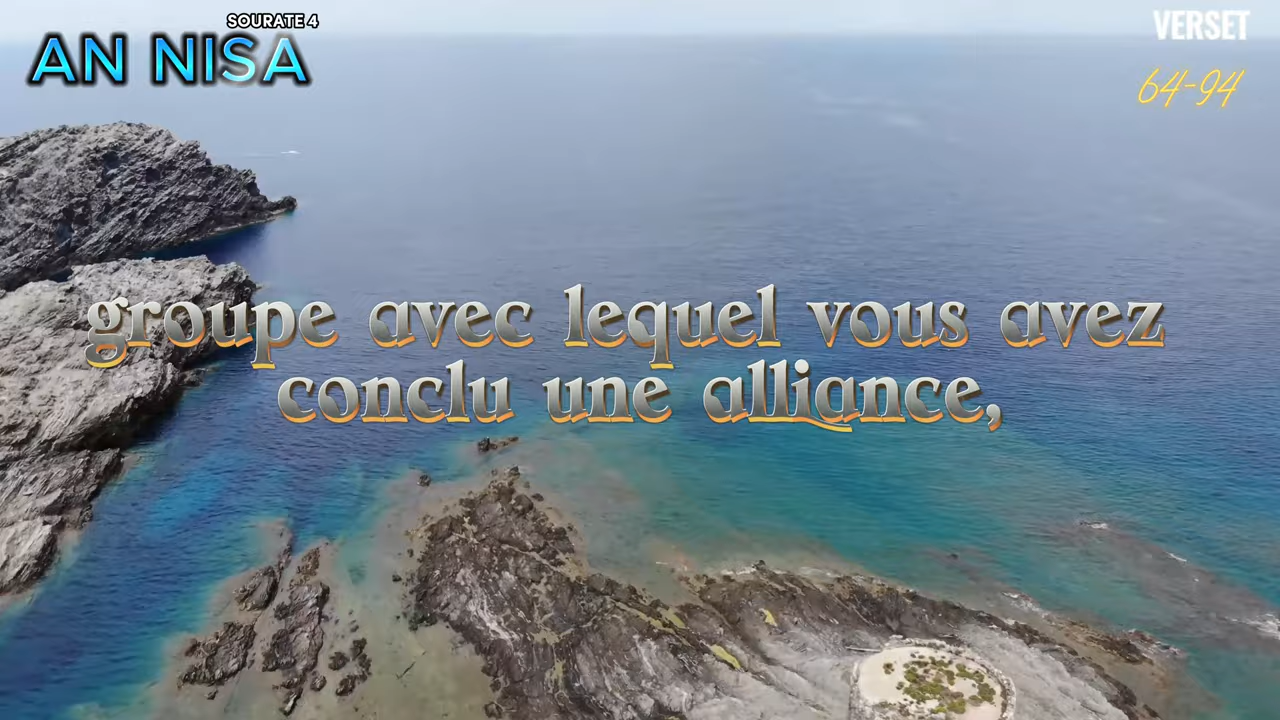 SOURATE 4
AN NISA
VERSET
64-94
groupe avec lequel vous avez
conclu une alliance,